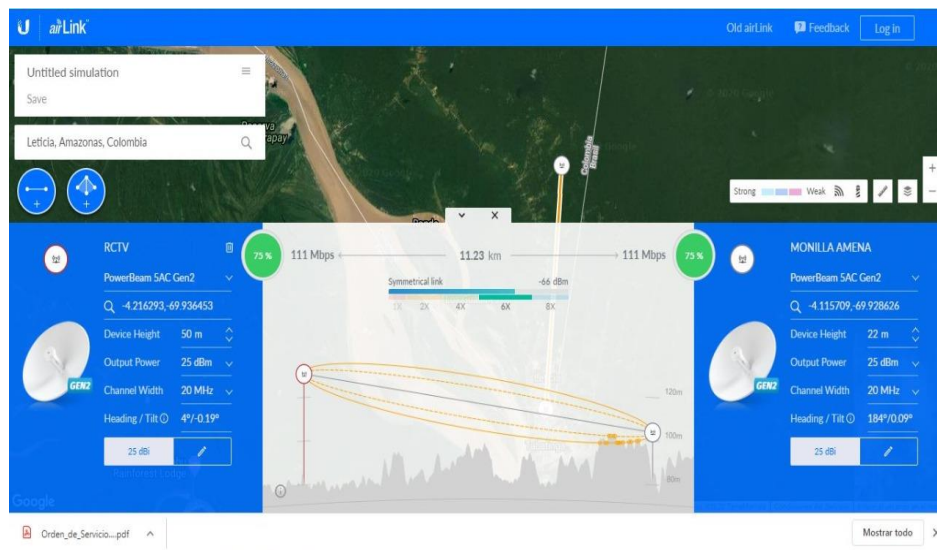 airLink
Old airLink
Feedback
Log in
Untitled simulation
Save
Leticia, Amazonas, Colombia
Colombia
Brasil
Strong
Weak
RCTV
PowerBeam 5AC Gen2
-4.216293,-69.936453
Device Height 50 m
Output Power 25 dBm
Channel Width 20 MHz
Heading / Tilt 4°/-0.19°
25 dBi
GEN2
Google
75 %
111 Mbps
11.23 km
111 Mbps
75 %
Symmetrical link -66 dBm
1X 2X 4X 6X 8X
120m
100m
80m
MONILLA AMENA
PowerBeam 5AC Gen2
-4.115709,-69.928626
Device Height 22 m
Output Power 25 dBm
Channel Width 20 MHz
Heading / Tilt 184°/0.09°
25 dBi
GEN2
Orden_de_Servicio....pdf
Mostrar todo